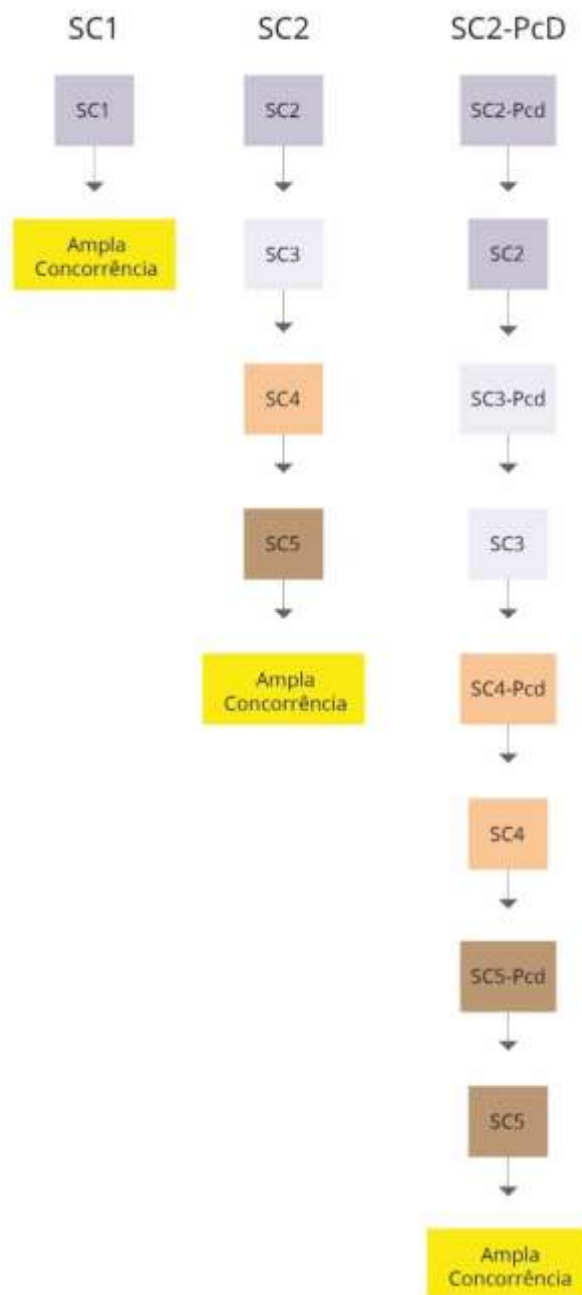 SC1
SC2
SC2-PcD
SC1
Ampla
Concorrência
SC2
SC3
SC4
SC5
Ampla
Concorrência
SC2-Pcd
SC2
SC3-Pcd
SC3
SC4-Pcd
SC4
SC5-Pcd
SC5
Ampla
Concorrência